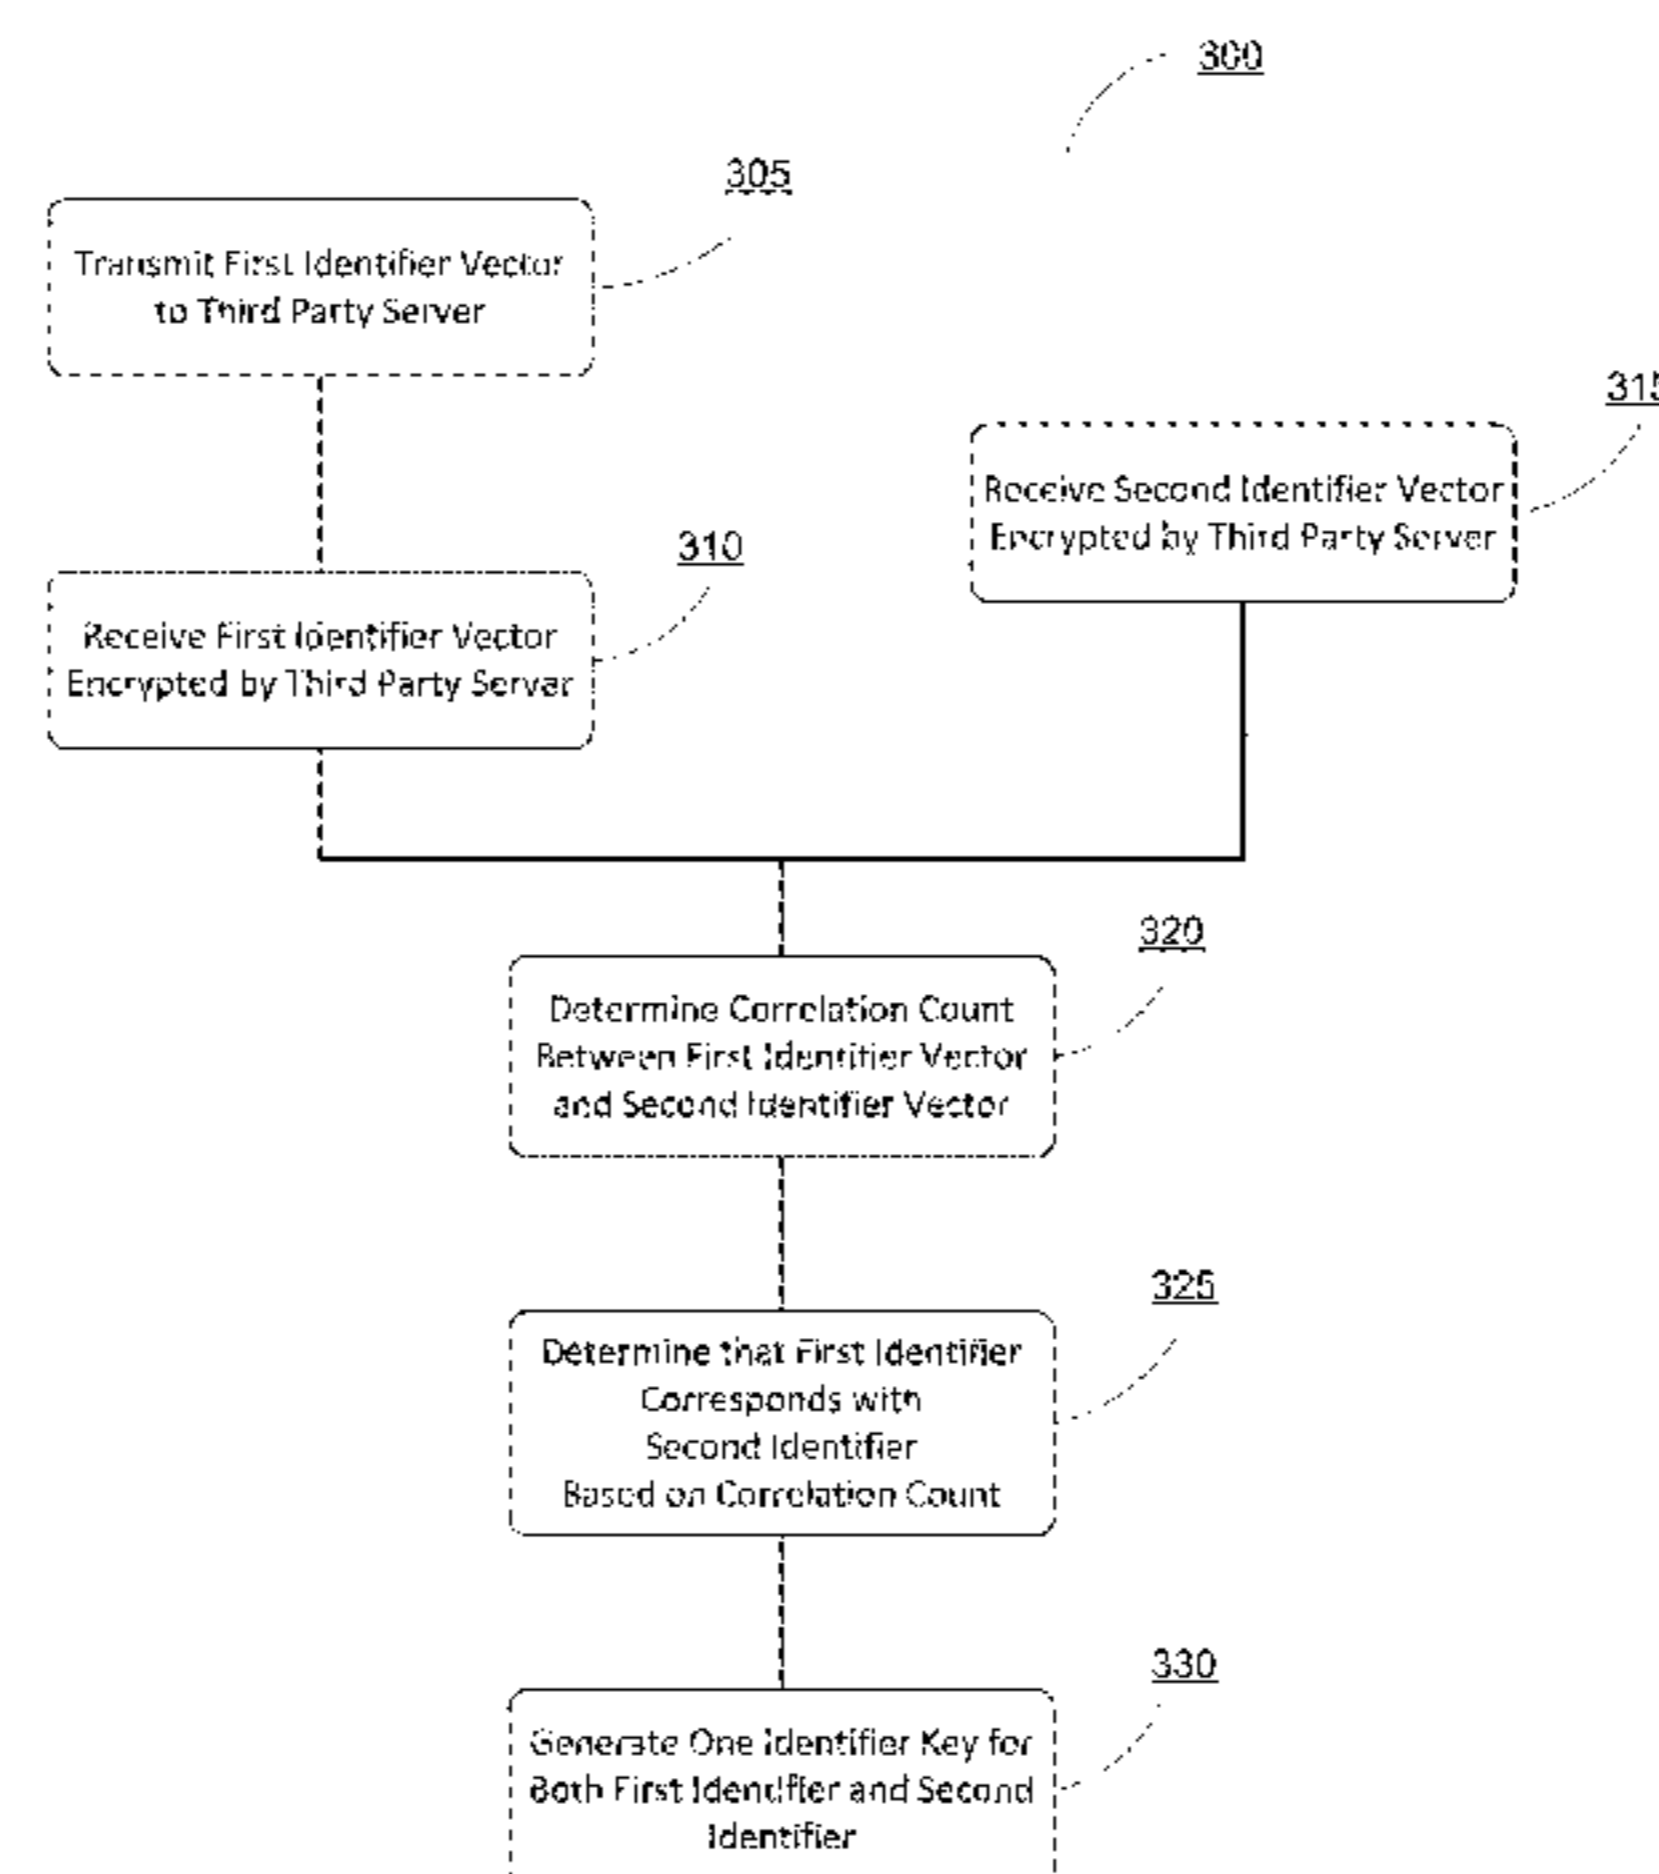 300
305
Transmit First Identifier Vector
to Third Party Server
315
Receive Second Identifier Vector
Encrypted by Third Party Server
310
Receive First Identifier Vector
Encrypted by Third Party Server
320
Determine Correlation Count
Between First Identifier Vector
and Second Identifier Vector
325
Determine that First Identifier
Corresponds with
Second Identifier
Based on Correlation Count
330
Generate One Identifier Key for
Both First Identifier and Second
Identifier